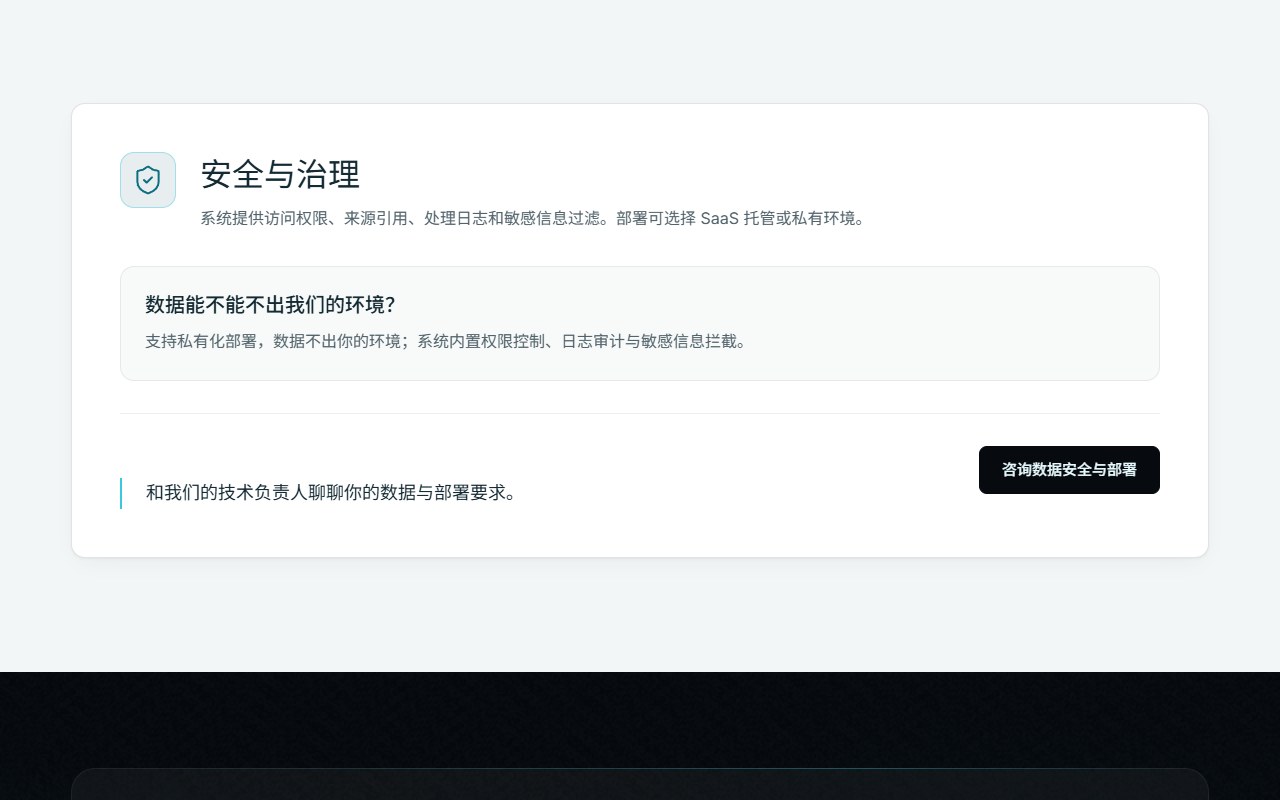 安全与治理
系统提供访问权限、来源引用、处理日志和敏感信息过滤。部署可选择 SaaS 托管或私有环境。
数据能不能不出我们的环境？
支持私有化部署，数据不出你的环境；系统内置权限控制、日志审计与敏感信息拦截。
咨询数据安全与部署
和我们的技术负责人聊聊你的数据与部署要求。